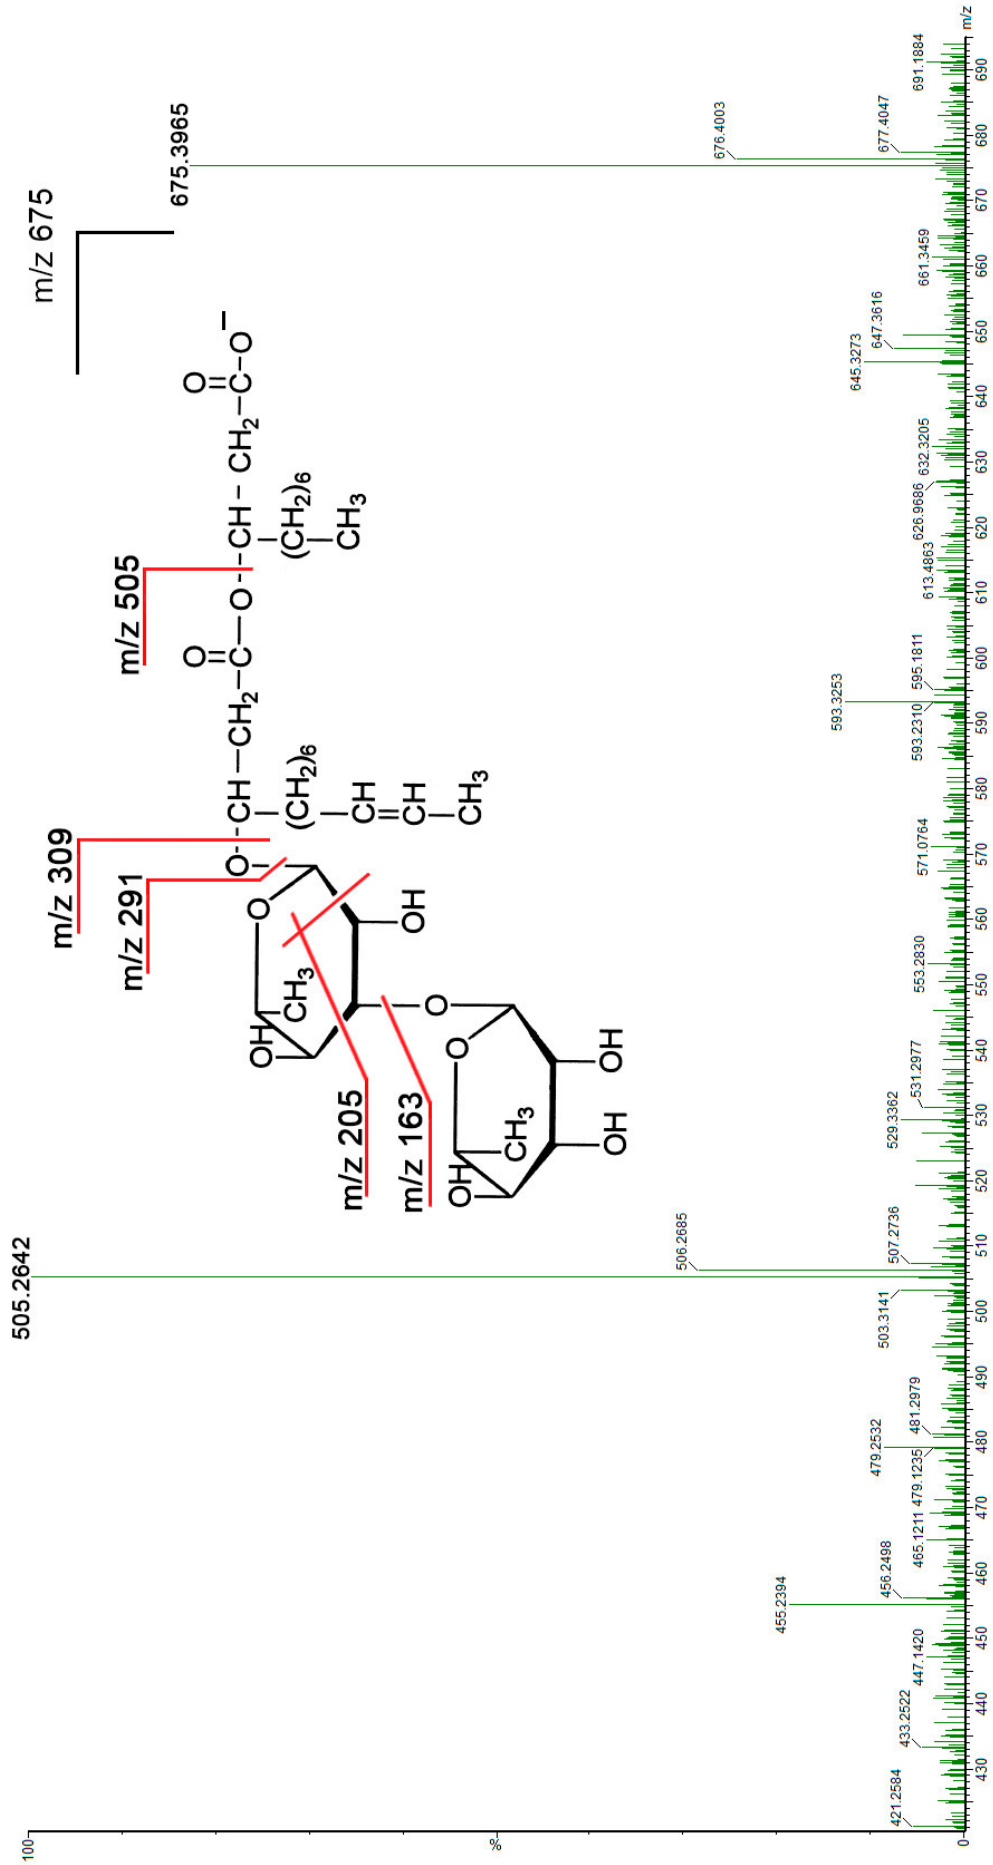 m/z 675
675.3965
505.2642
m/z 505
m/z 309
m/z 291
m/z 205
m/z 163
O CH CH2 C O O CH CH2 C O O−
(CH2)6
CH
CH
CH3
(CH2)6
CH3
O
OH
CH3
OH
O
O
OH
CH3
OH
OH
421.2584
433.2522
447.1420
455.2394
456.2498
465.1211
479.1235
479.2532
481.2979
503.3141
506.2685
507.2736
529.3362
531.2977
553.2830
571.0764
593.2310
593.3253
595.1811
613.4863
626.9686
632.3205
645.3273
647.3616
661.3459
676.4003
677.4047
691.1884
100
%
0
430 440 450 460 470 480 490 500 510 520 530 540 550 560 570 580 590 600 610 620 630 640 650 660 670 680 690
m/z